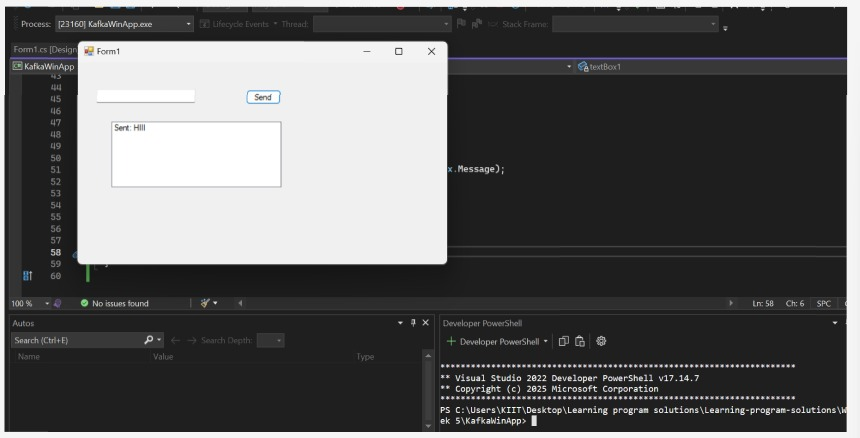 Process: [23160] KafkaWinApp.exe Lifecycle Events Thread: Stack Frame:
Form1.cs [Design
Form1
KafkaWinApp
textBox1
43
44
45
46
47
48
49
50
51
52
53
54
55
56
57
58
59
60
Send
Sent: HIII
x.Message);
100 % No issues found Ln: 58 Ch: 6 SPC
Autos
Search (Ctrl+E) Search Depth:
Name Value Type
Developer PowerShell
+ Developer PowerShell
**********************************************************************
** Visual Studio 2022 Developer PowerShell v17.14.7
** Copyright (c) 2025 Microsoft Corporation
**********************************************************************
PS C:\Users\KIIT\Desktop\Learning program solutions\Learning-program-solutions\W
ek 5\KafkaWinApp>